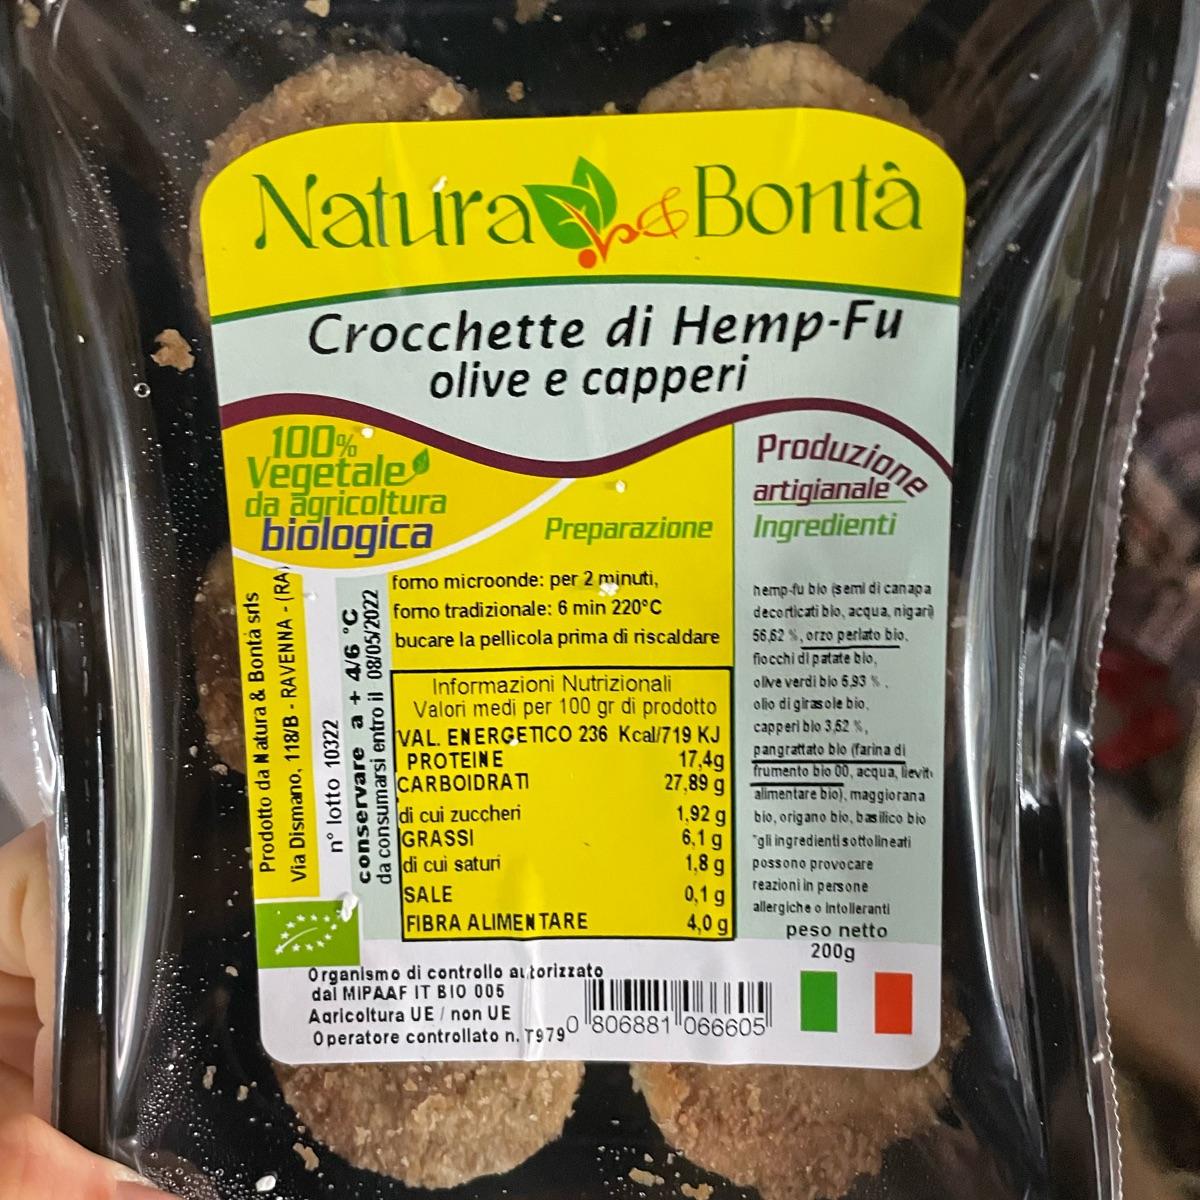 Natura & Bontà
Crocchette di Hemp-Fu
olive e capperi
100%
Vegetale
da agricoltura
biologica
Preparazione
forno microonde: per 2 minuti,
forno tradizionale: 6 min 220°C
bucare la pellicola prima di riscaldare
Informazioni Nutrizionali
Valori medi per 100 gr di prodotto
VAL. ENERGETICO 236 Kcal/719 KJ
PROTEINE 17,4g
CARBOIDRATI 27,89 g
di cui zuccheri 1,92 g
GRASSI 6,1 g
di cui saturi 1,8 g
SALE 0,1 g
FIBRA ALIMENTARE 4,0 g
Prodotto da Natura & Bontà srls
Via Dismano, 118/B - RAVENNA - (RA)
n° lotto 10322
conservare a + 4/6 °C
da consumarsi entro il 08/05/2022
Produzione
artigianale
Ingredienti
hemp-fu bio (semi di canapa
decorticati bio, acqua, nigari)
56,62 %, orzo perlato bio,
fiocchi di patate bio,
olive verdi bio 6,93 %,
olio di girasole bio,
capperi bio 3,52 %,
pangrattato bio (farina di
frumento bio 00, acqua, lievito
alimentare bio), maggiorana
bio, origano bio, basilico bio
"gli ingredienti sottolineati
possono provocare
reazioni in persone
allergiche o intolleranti
peso netto
200g
Organismo di controllo autorizzato
dal MIPAAF IT BIO 005
Agricoltura UE / non UE
Operatore controllato n. T979
0 806881 066605